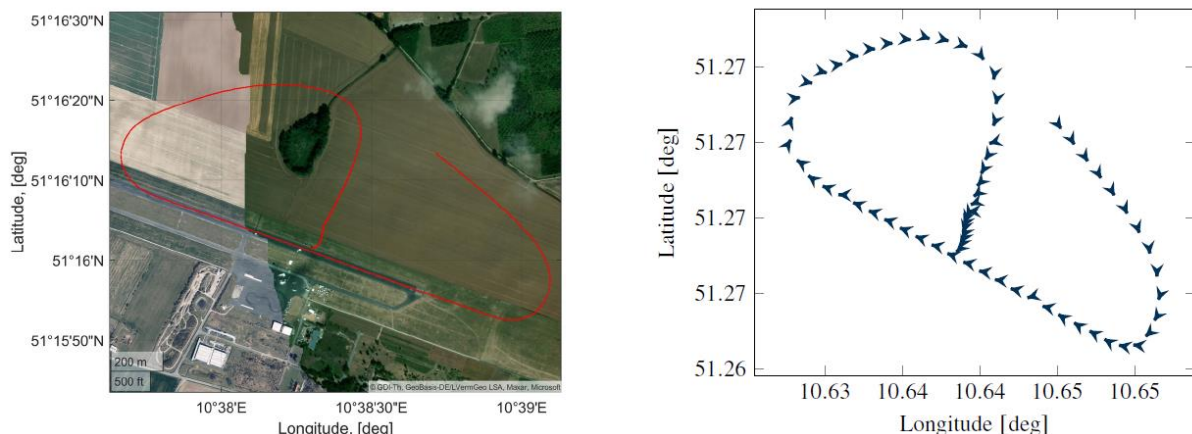 51°16'30"N
51°16'20"N
51°16'10"N
51°16'N
51°15'50"N
Latitude, [deg]
200 m
500 ft
© GDI-Th, GeoBasis-DE/LVermGeo LSA, Maxar, Microsoft
10°38'E
10°38'30"E
10°39'E
Longitude, [deg]
51.27
51.27
51.27
51.27
51.26
Latitude [deg]
10.63
10.64
10.64
10.65
10.65
Longitude [deg]